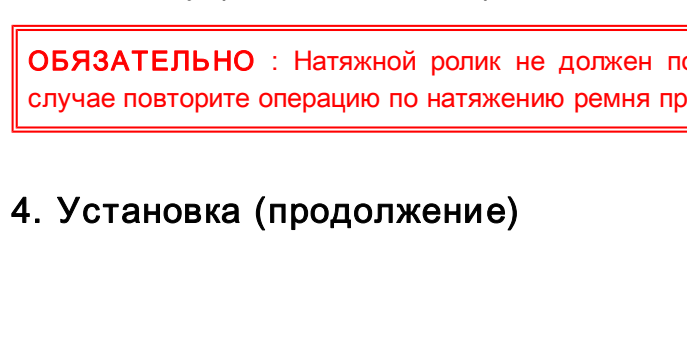 ОБЯЗАТЕЛЬНО : Натяжной ролик не должен
случае повторите операцию по натяжению ремня
4. Установка (продолжение)